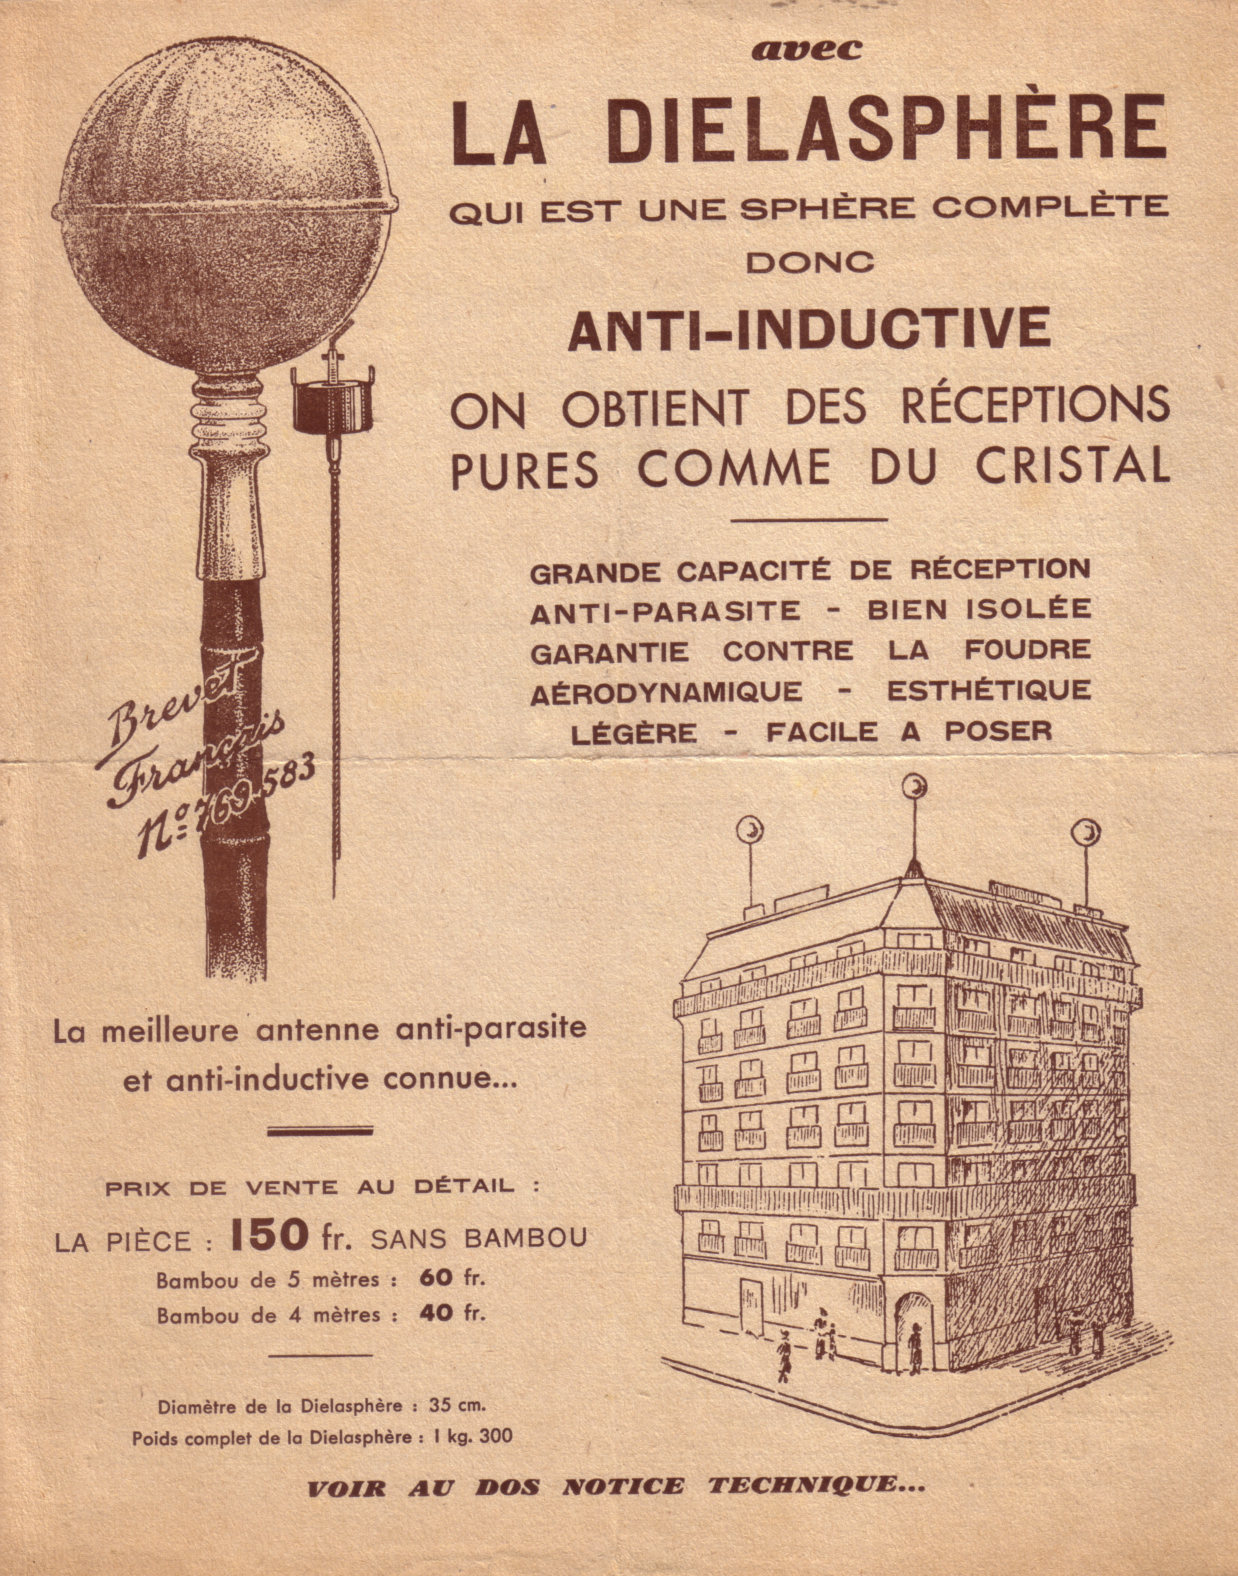 avec
LA DIELASPHÈRE
QUI EST UNE SPHÈRE COMPLÈTE
DONC
ANTI-INDUCTIVE
ON OBTIENT DES RÉCEPTIONS
PURES COMME DU CRISTAL
GRANDE CAPACITÉ DE RÉCEPTION
ANTI-PARASITE - BIEN ISOLÉE
GARANTIE CONTRE LA FOUDRE
AÉRODYNAMIQUE - ESTHÉTIQUE
LÉGÈRE - FACILE A POSER
Brevet
Français
No 769.583
La meilleure antenne anti-parasite
et anti-inductive connue...
PRIX DE VENTE AU DÉTAIL :
LA PIÈCE : 150 fr. SANS BAMBOU
Bambou de 5 mètres : 60 fr.
Bambou de 4 mètres : 40 fr.
Diamètre de la Dielasphère : 35 cm.
Poids complet de la Dielasphère : 1 kg. 300
VOIR AU DOS NOTICE TECHNIQUE...